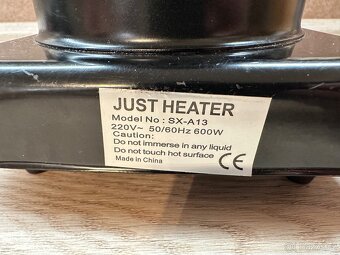 JUST HEATER
Model No : SX-A13
220V~ 50/60Hz 600W
Caution:
Do not immerse in any liquid
Do not touch hot surface
Made in China
CE